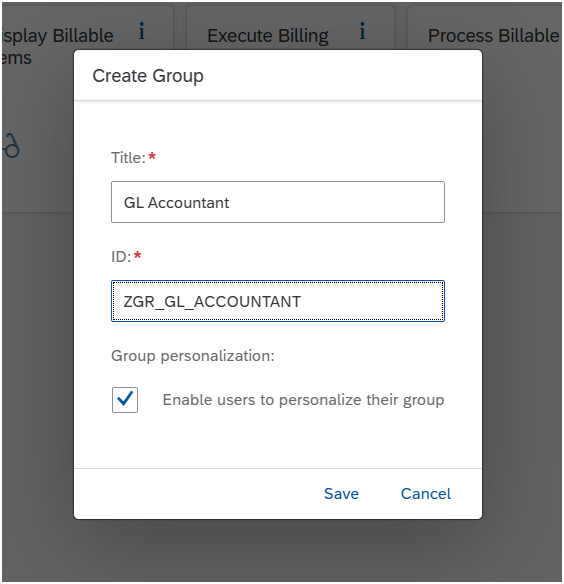 splay Billable
ems
i
Execute Billing
i
Process Billable
Create Group
Title:*
GL Accountant
ID:*
ZGR_GL_ACCOUNTANT
Group personalization:
Enable users to personalize their group
Save
Cancel